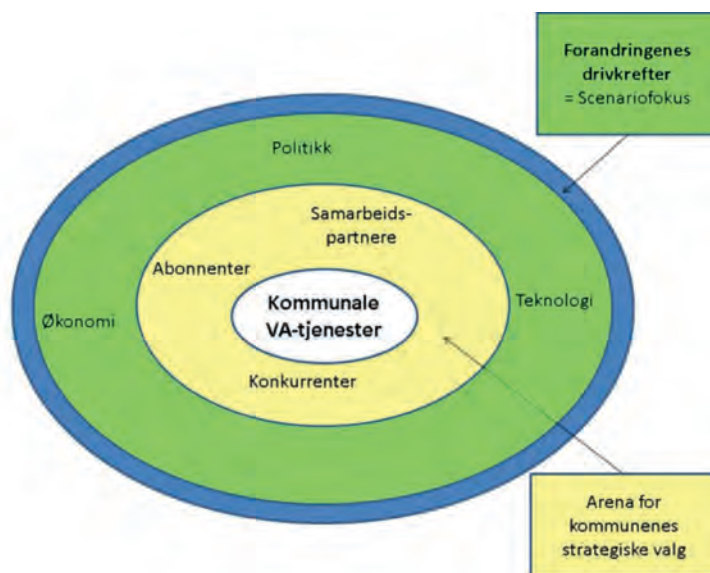 Forandringenes
drivkrefter
= Scenariofokus
Politikk
Samarbeids-
partnere
Abonnenter
Økonomi
Kommunale
VA-tjenester
Teknologi
Konkurrenter
Arena for
kommunenes
strategiske valg